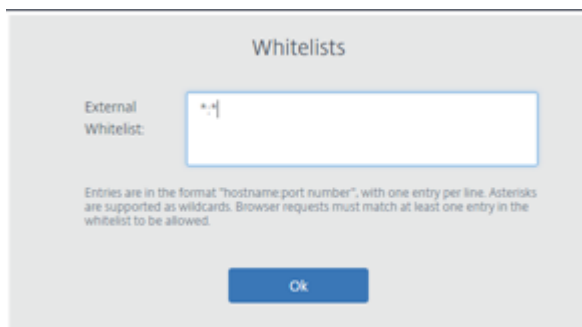 Whitelists
External
Whitelist:
*:*
Entries are in the format "hostname:port number", with one entry per line. Asterisks
are supported as wildcards. Browser requests must match at least one entry in the
whitelist to be allowed.
Ok